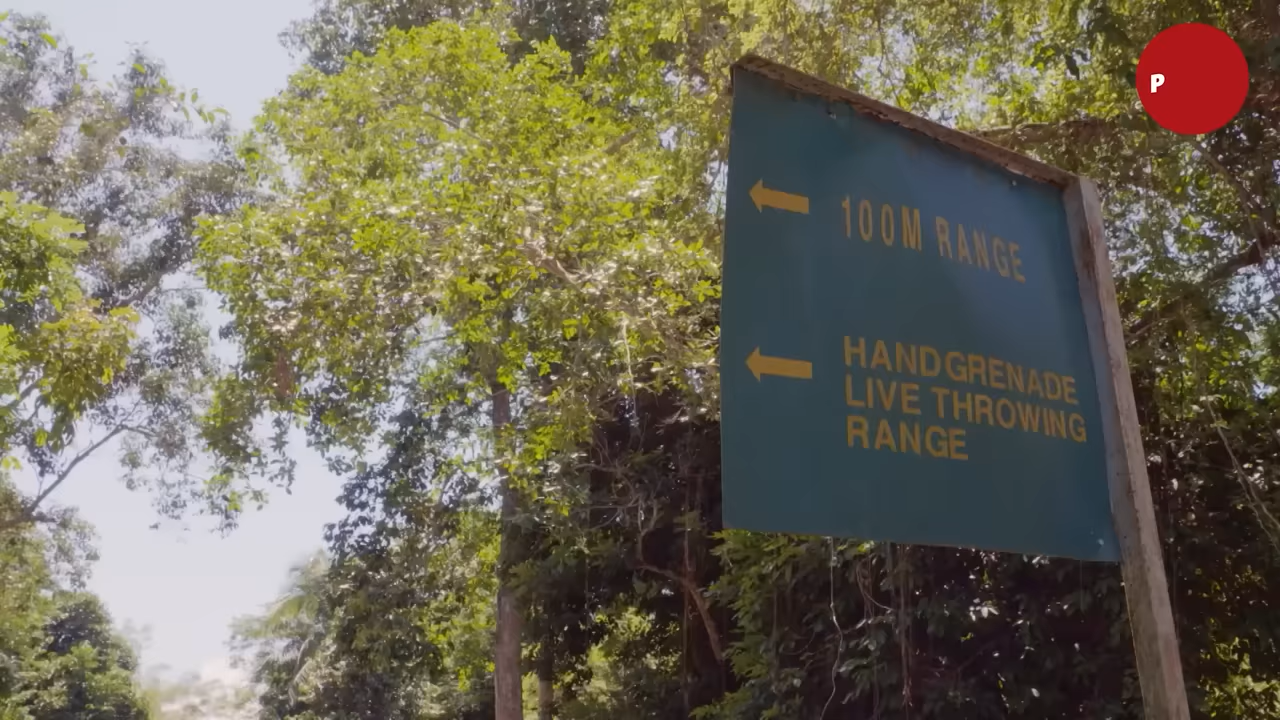 P
100M RANGE
HANDGRENADE
LIVE THROWING
RANGE